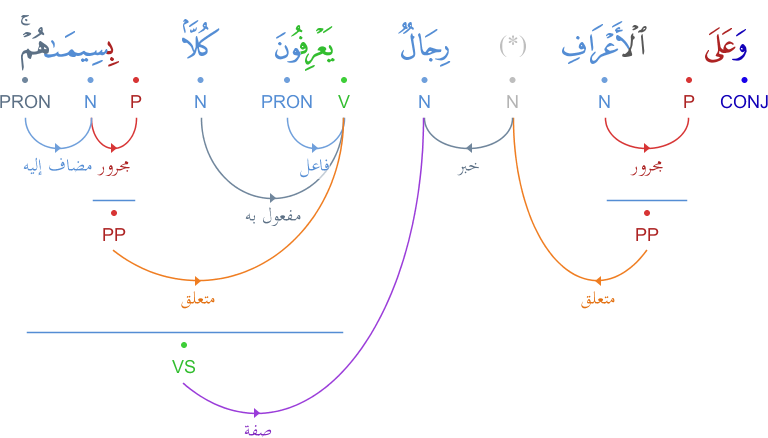 وَعَلَى ٱلْأَعْرَافِ (*) رِجَالٌ يَعْرِفُونَ كُلًّۢا بِسِيمَىٰهُمْ ۚ
CONJ P N N N V PRON N P N PRON
مجرور خبر فاعل مجرور مضاف إليه
مفعول به
PP PP
متعلق متعلق
VS
صفة